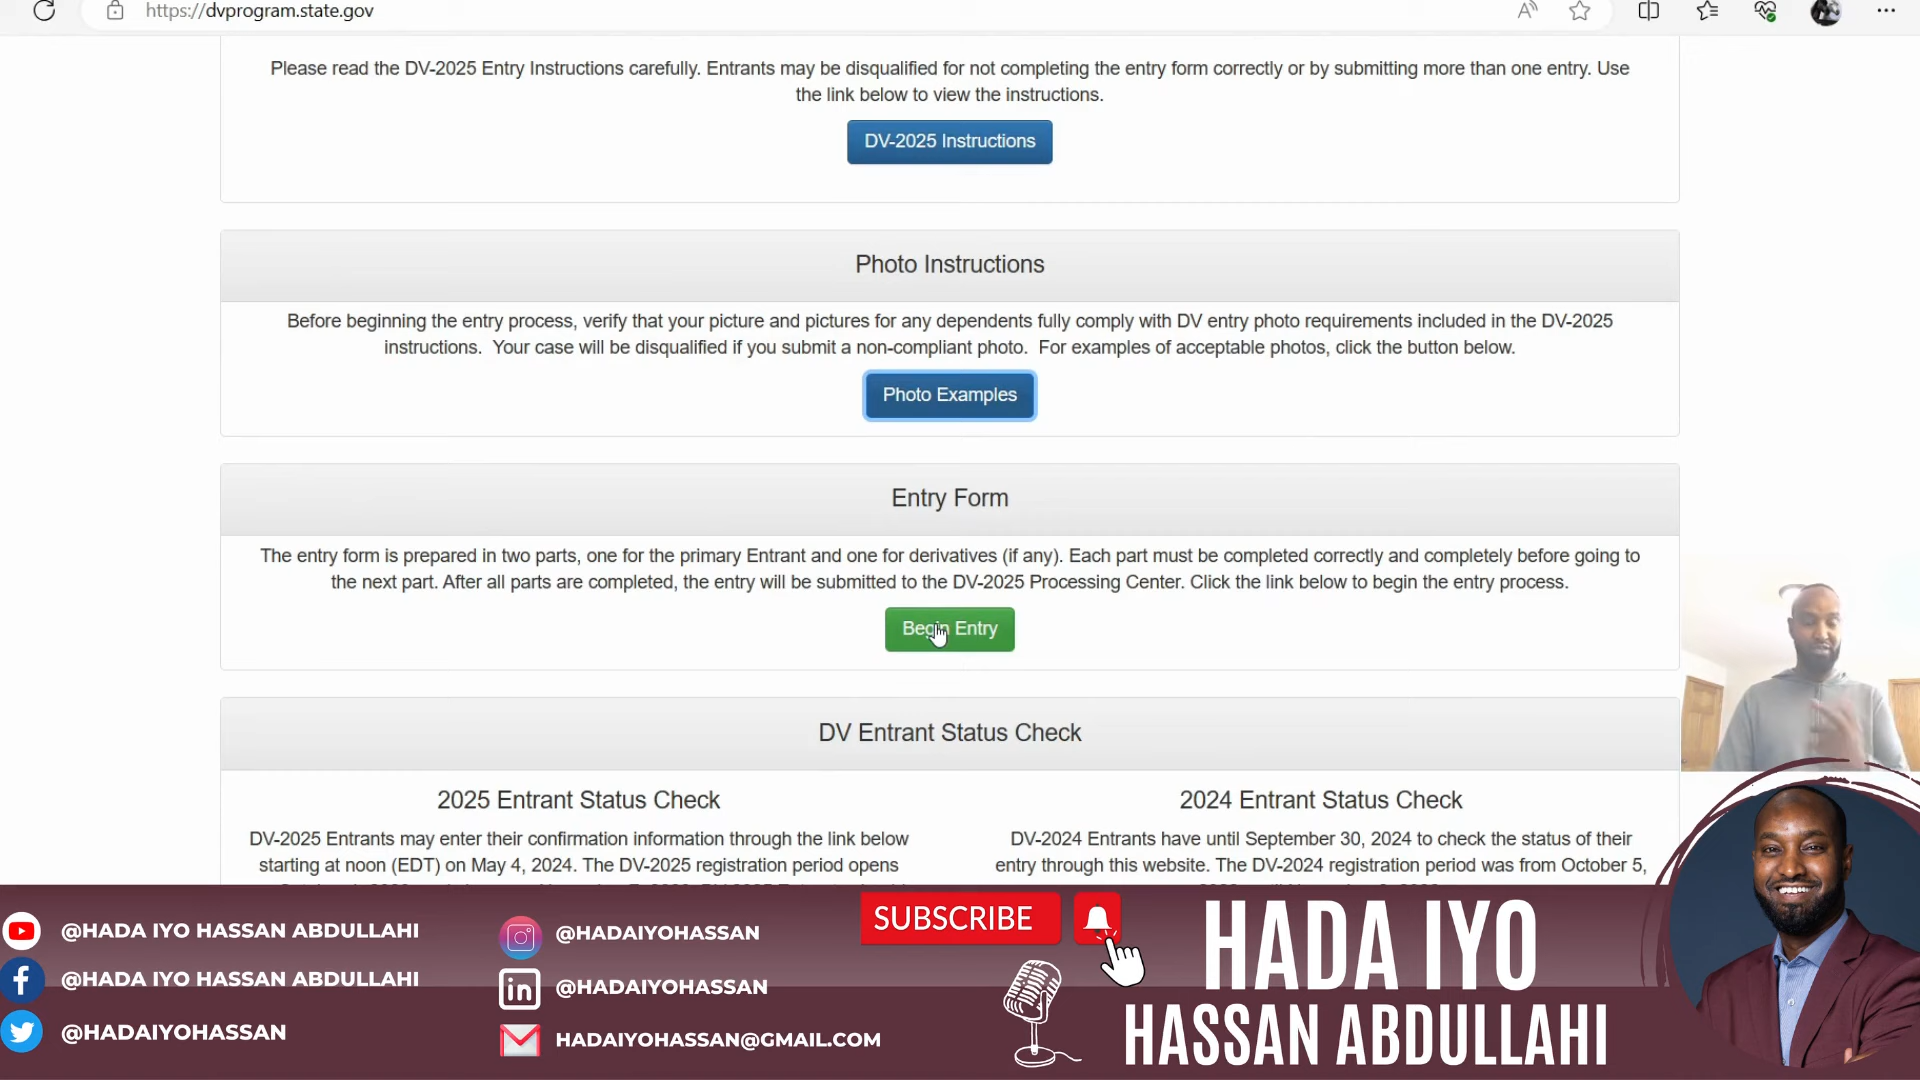 https://dvprogram.state.gov
Please read the DV-2025 Entry Instructions carefully. Entrants may be disqualified for not completing the entry form correctly or by submitting more than one entry. Use
the link below to view the instructions.
DV-2025 Instructions
Photo Instructions
Before beginning the entry process, verify that your picture and pictures for any dependents fully comply with DV entry photo requirements included in the DV-2025
instructions. Your case will be disqualified if you submit a non-compliant photo. For examples of acceptable photos, click the button below.
Photo Examples
Entry Form
The entry form is prepared in two parts, one for the primary Entrant and one for derivatives (if any). Each part must be completed correctly and completely before going to
the next part. After all parts are completed, the entry will be submitted to the DV-2025 Processing Center. Click the link below to begin the entry process.
Begin Entry
DV Entrant Status Check
2025 Entrant Status Check
DV-2025 Entrants may enter their confirmation information through the link below
starting at noon (EDT) on May 4, 2024. The DV-2025 registration period opens
2024 Entrant Status Check
DV-2024 Entrants have until September 30, 2024 to check the status of their
entry through this website. The DV-2024 registration period was from October 5,
@HADA IYO HASSAN ABDULLAHI
@HADA IYO HASSAN ABDULLAHI
@HADAIYOHASSAN
@HADAIYOHASSAN
@HADAIYOHASSAN
HADAIYOHASSAN@GMAIL.COM
SUBSCRIBE
HADA IYO
HASSAN ABDULLAHI